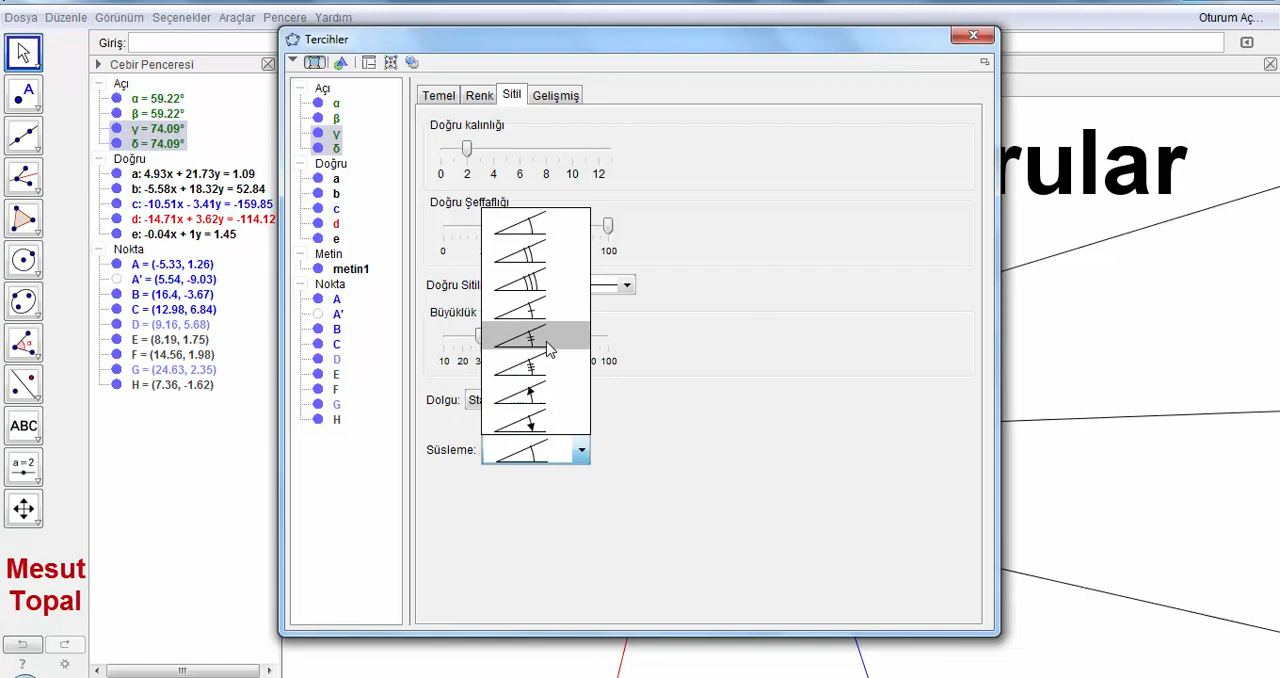 Dosya Düzenle Görünüm Seçenekler Araçlar Pencere Yardım
Oturum Aç...
Giriş:
Cebir Penceresi
Açı
α = 59.22°
β = 59.22°
γ = 74.09°
δ = 74.09°
Doğru
a: 4.93x + 21.73y = 1.09
b: -5.58x + 18.32y = 52.84
c: -10.51x - 3.41y = -159.85
d: -14.71x + 3.62y = -114.12
e: -0.04x + 1y = 1.45
Nokta
A = (-5.33, 1.26)
A' = (5.54, -9.03)
B = (16.4, -3.67)
C = (12.98, 6.84)
D = (9.16, 5.68)
E = (8.19, 1.75)
F = (14.56, 1.98)
G = (24.63, 2.35)
H = (7.36, -1.62)
ABC
a=2
Mesut
Topal
Tercihler
Açı
α
β
γ
δ
Doğru
a
b
c
d
e
Metin
metin1
Nokta
A
A'
B
C
D
E
F
G
H
Temel Renk Sitil Gelişmiş
Doğru kalınlığı
0 2 4 6 8 10 12
Doğru Şeffaflığı
0 100
Doğru Sitil
Büyüklük
10 20 100
Dolgu:
Süsleme:
rular